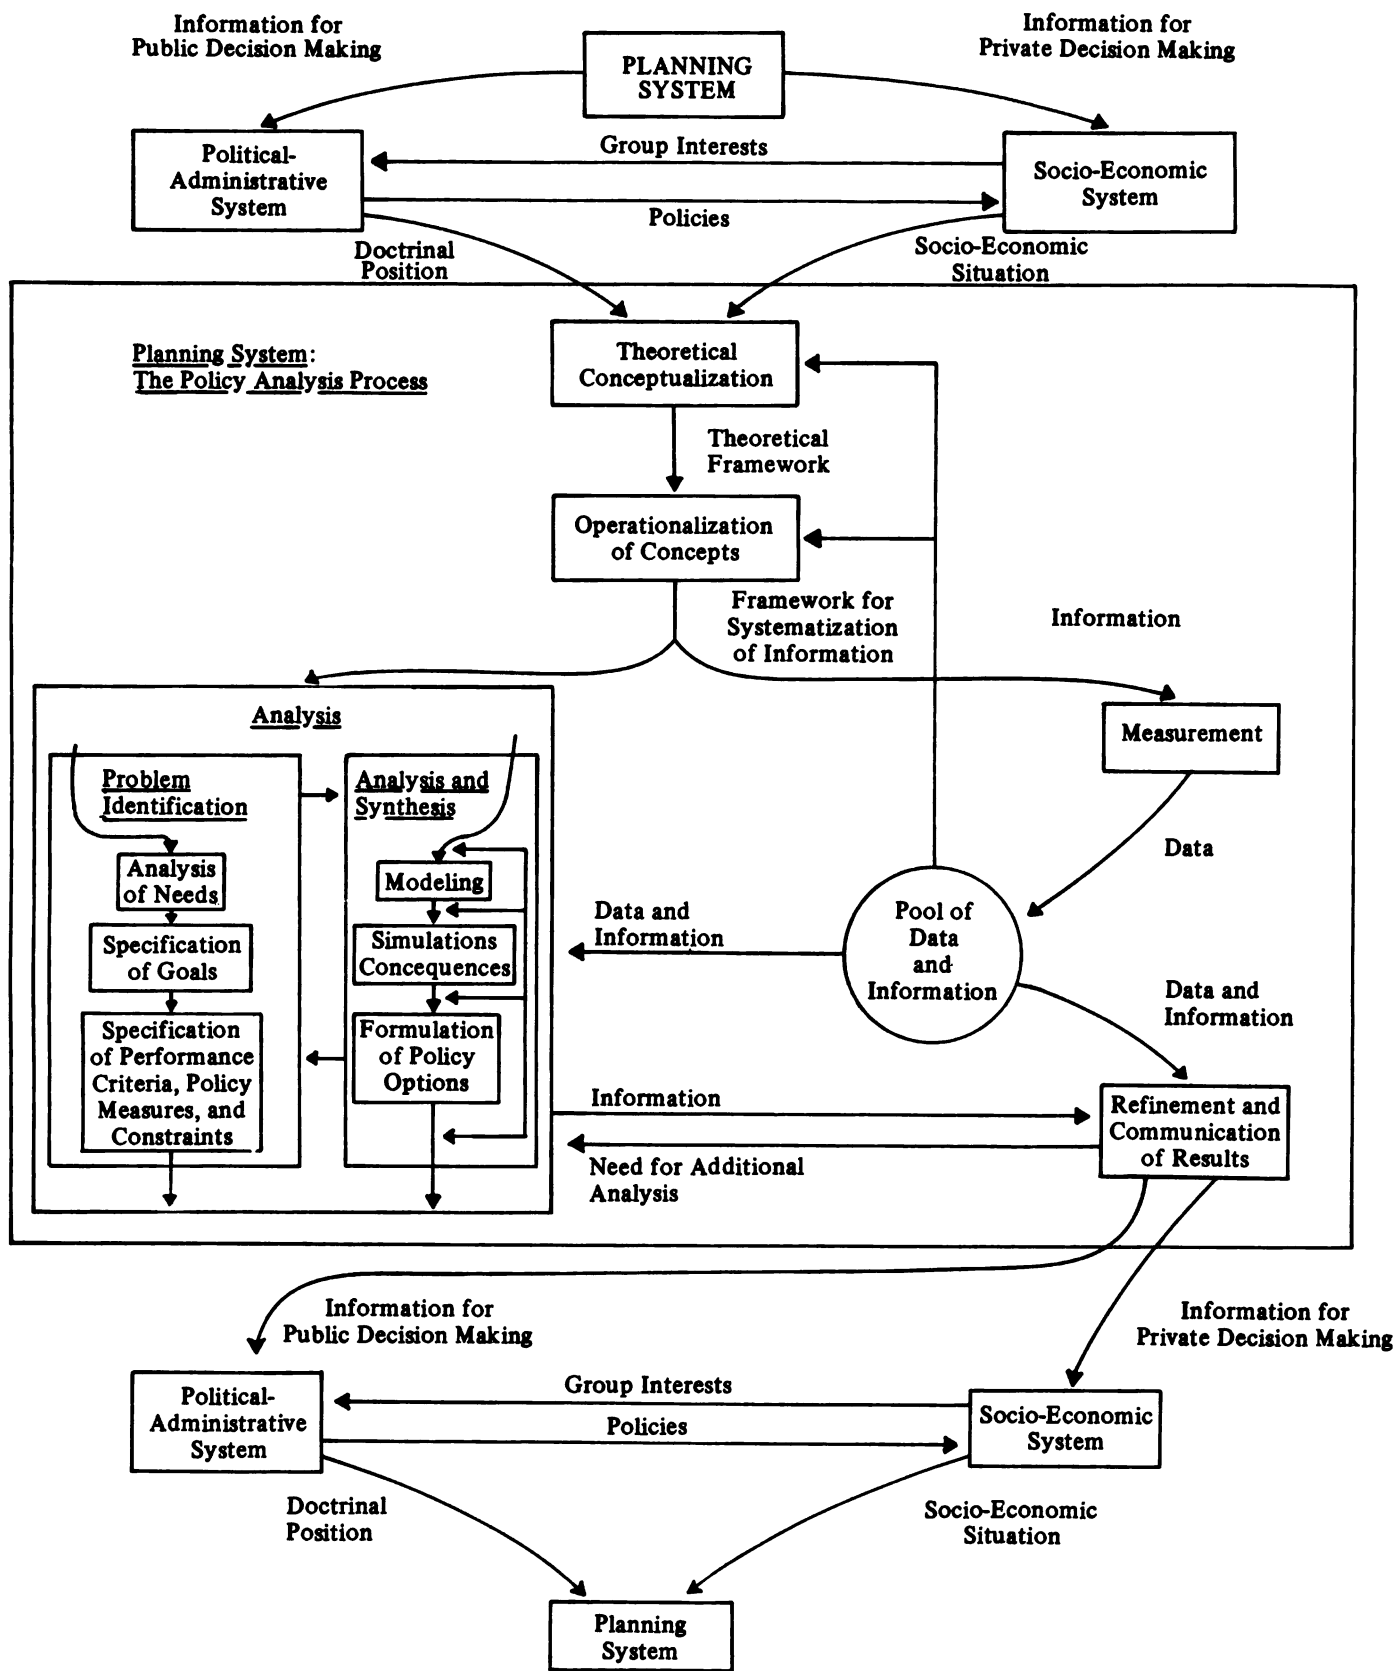 Information for
Public Decision Making
Information for
Private Decision Making
PLANNING
SYSTEM
Political-
Administrative
System
Group Interests
Policies
Socio-Economic
System
Doctrinal
Position
Socio-Economic
Situation
Planning System:
The Policy Analysis Process
Theoretical
Conceptualization
Theoretical
Framework
Operationalization
of Concepts
Framework for
Systematization
of Information
Information
Analysis
Measurement
Problem
Identification
Analysis and
Synthesis
Analysis
of Needs
Modeling
Data
Specification
of Goals
Simulations
Concequences
Data and
Information
Pool of
Data
and
Information
Data and
Information
Specification
of Performance
Criteria, Policy
Measures, and
Constraints
Formulation
of Policy
Options
Information
Need for Additional
Analysis
Refinement and
Communication
of Results
Information for
Public Decision Making
Information for
Private Decision Making
Political-
Administrative
System
Group Interests
Policies
Socio-Economic
System
Doctrinal
Position
Socio-Economic
Situation
Planning
System